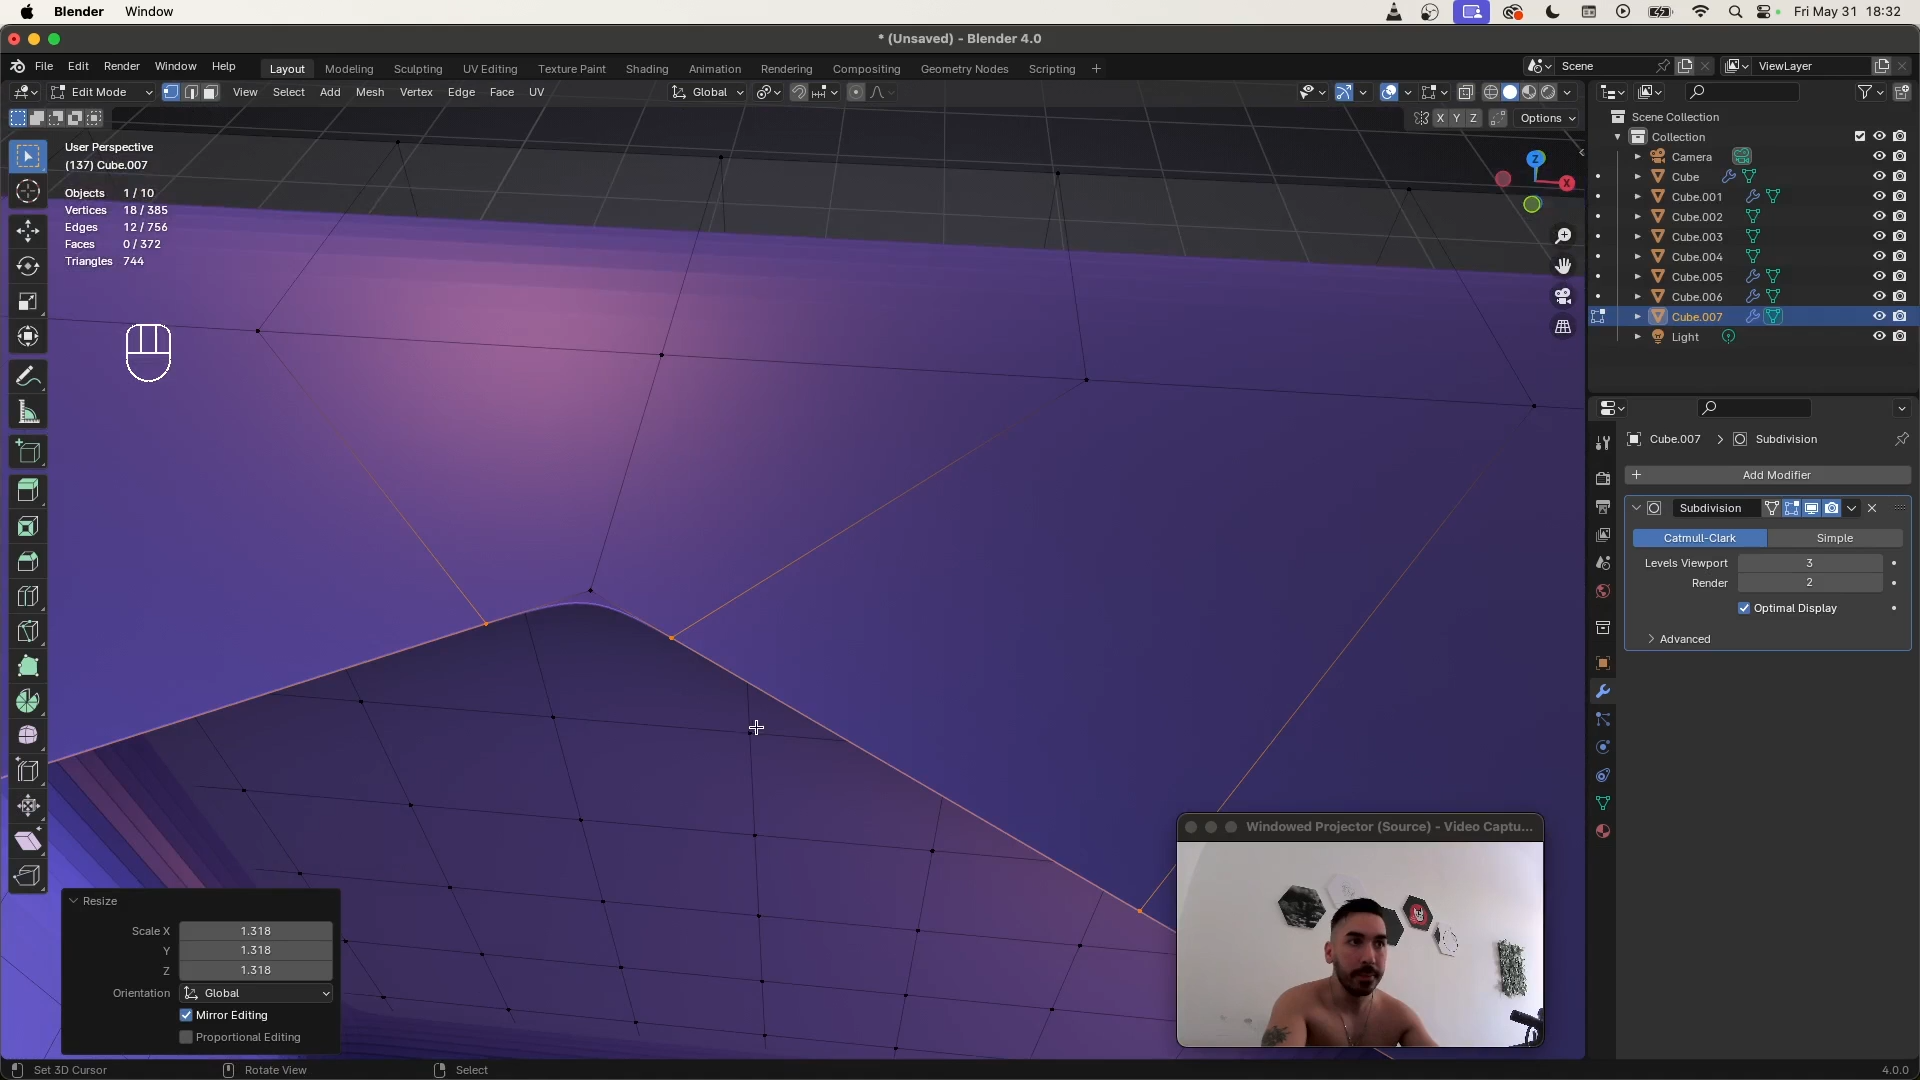 Blender Window
Fri May 31 18:32
* (Unsaved) - Blender 4.0
File Edit Render Window Help
Layout Modeling Sculpting UV Editing Texture Paint Shading Animation Rendering Compositing Geometry Nodes Scripting +
Scene
ViewLayer
Edit Mode
View Select Add Mesh Vertex Edge Face UV
Global
X Y Z
Options
User Perspective
(137) Cube.007
Objects 1 / 10
Vertices 18 / 385
Edges 12 / 756
Faces 0 / 372
Triangles 744
Z
X
Scene Collection
Collection
Camera
Cube
Cube.001
Cube.002
Cube.003
Cube.004
Cube.005
Cube.006
Cube.007
Light
Cube.007 > Subdivision
+ Add Modifier
Subdivision
Catmull-Clark Simple
Levels Viewport 3
Render 2
Optimal Display
Advanced
Windowed Projector (Source) - Video Captu...
Resize
Scale X 1.318
Y 1.318
Z 1.318
Orientation Global
Mirror Editing
Proportional Editing
Set 3D Cursor
Rotate View
Select
4.0.0